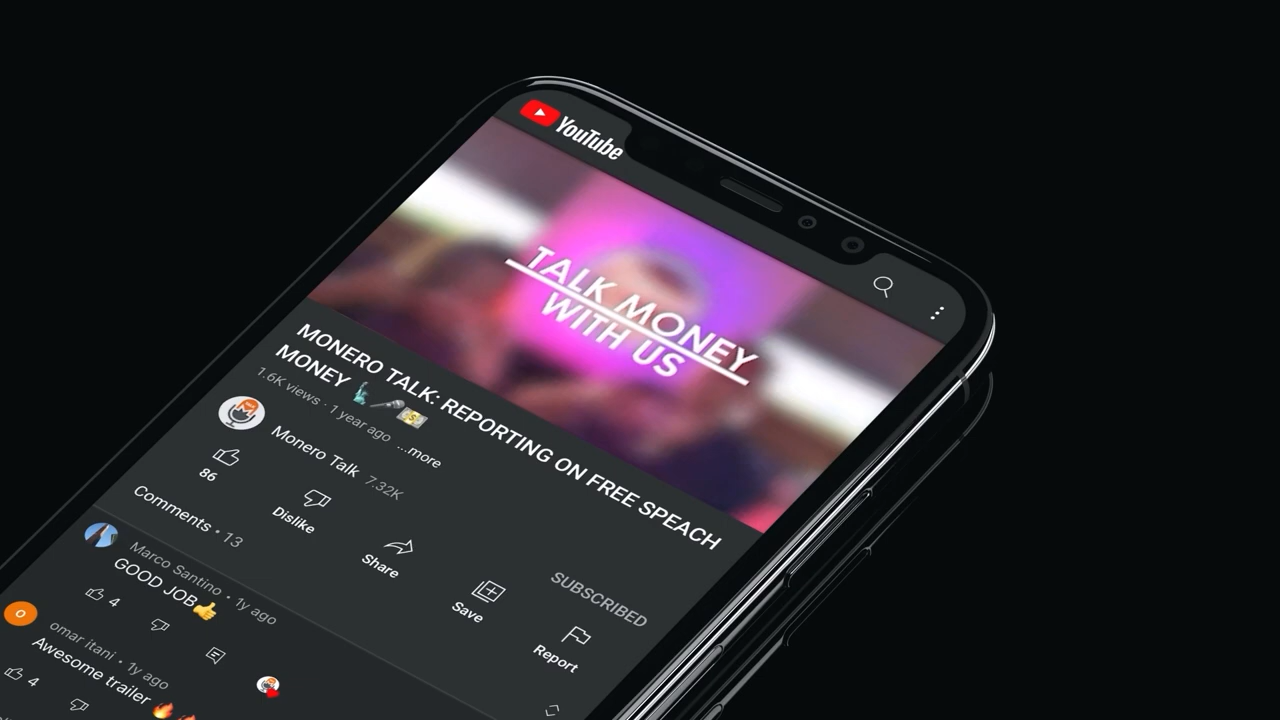 YouTube
TALK MONEY
WITH US
MONERO TALK: REPORTING ON FREE SPEACH
MONEY 🗽🎤💵
1.6K views · 1 year ago ...more
Monero Talk 7.32K
SUBSCRIBED
86
Dislike
Share
Save
Report
Comments • 13
Marco Santino • 1y ago
GOOD JOB👍
4
O
omar itani • 1y ago
Awesome trailer 🔥🔥
4